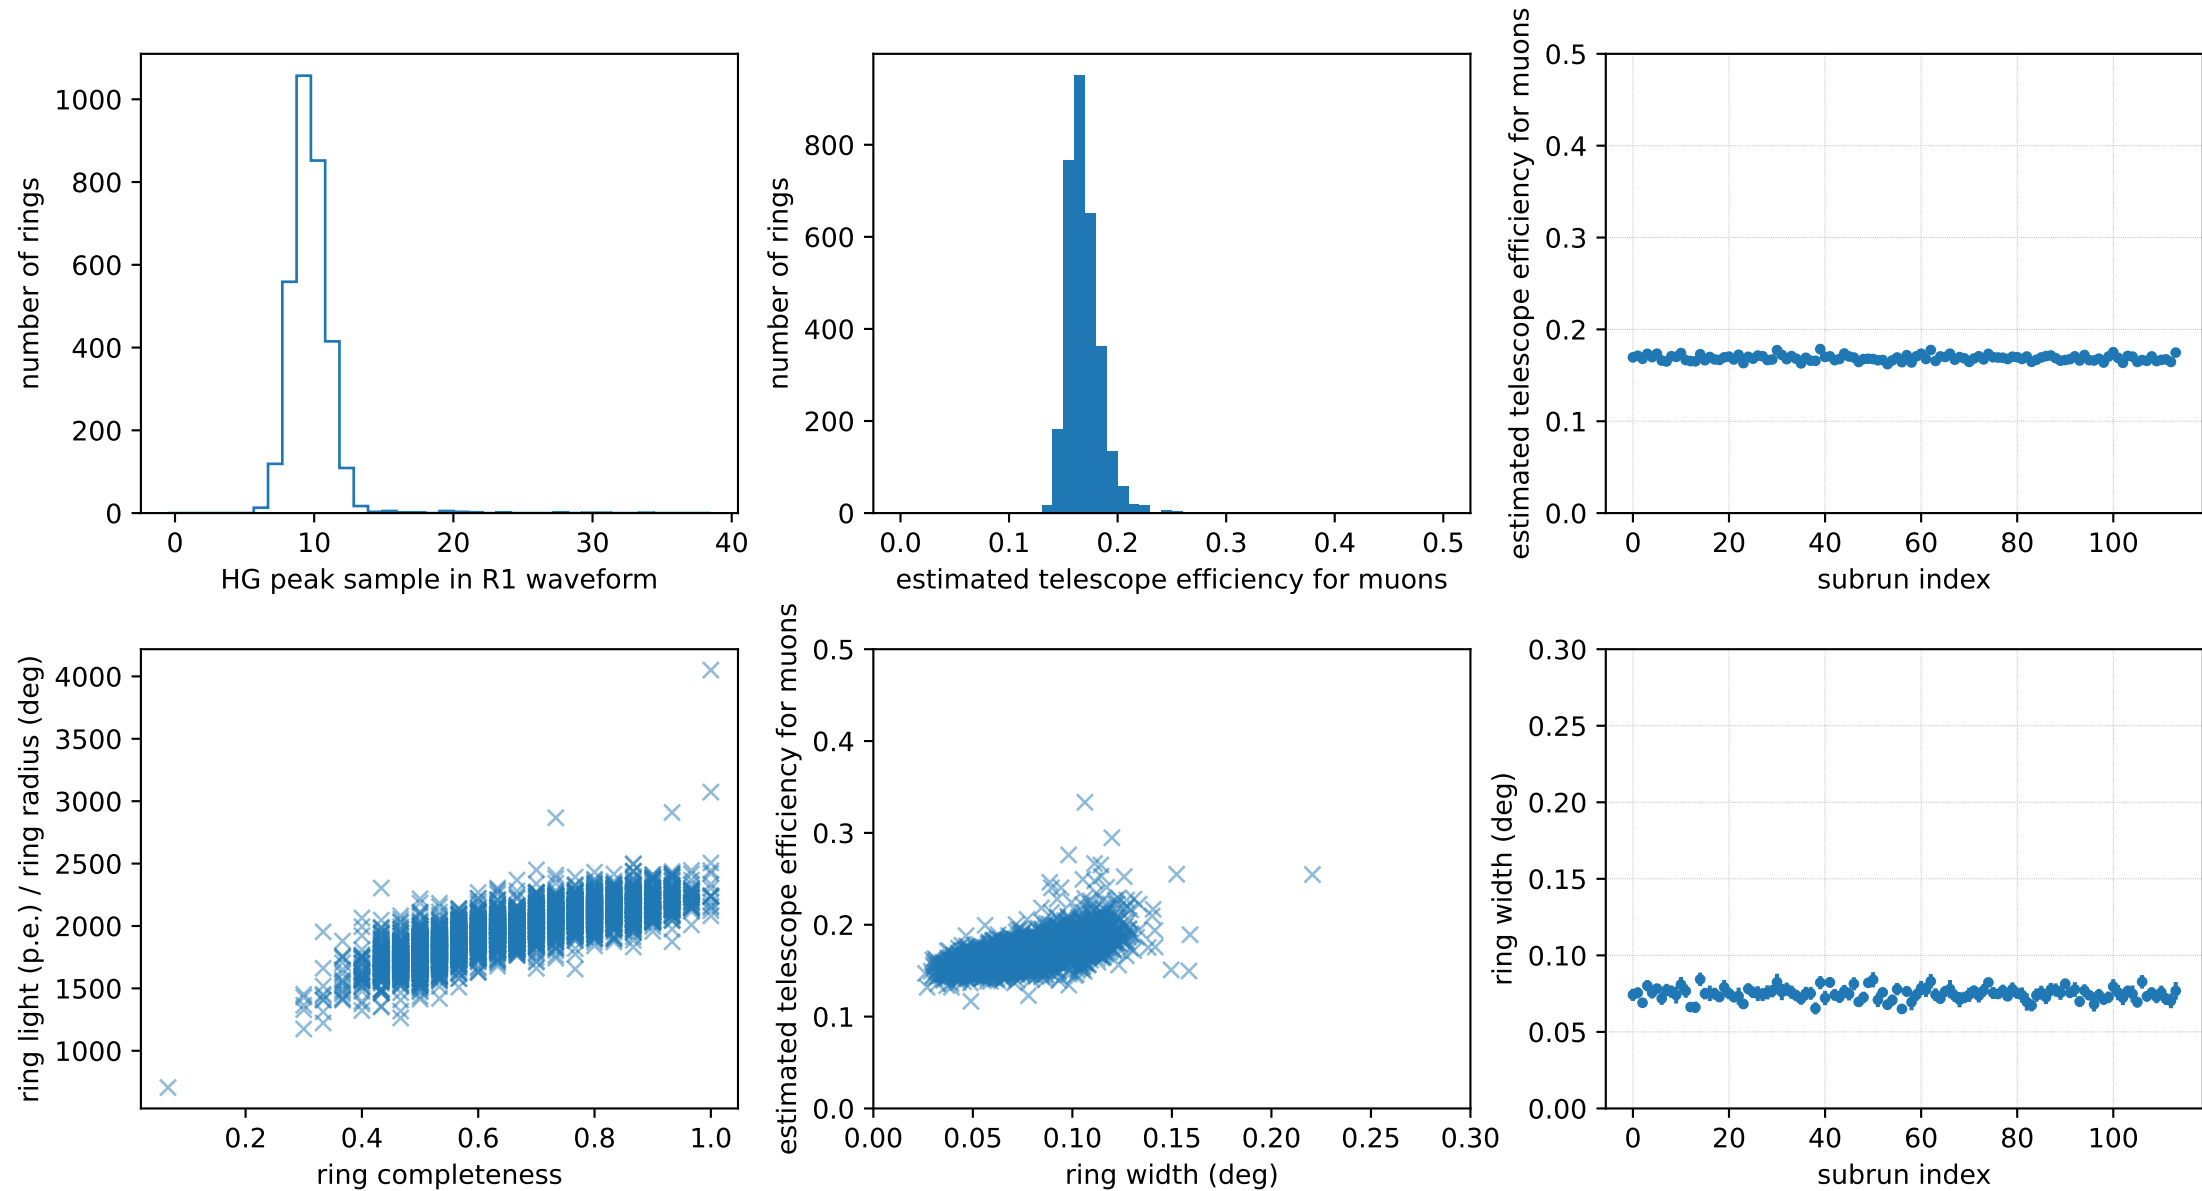 number of rings
1000
800
600
400
200
0
0 10 20 30 40
HG peak sample in R1 waveform
number of rings
800
600
400
200
0
0.0 0.1 0.2 0.3 0.4 0.5
estimated telescope efficiency for muons
estimated telescope efficiency for muons
0.5
0.4
0.3
0.2
0.1
0.0
0 20 40 60 80 100
subrun index
ring light (p.e.) / ring radius (deg)
4000
3500
3000
2500
2000
1500
1000
0.2 0.4 0.6 0.8 1.0
ring completeness
estimated telescope efficiency for muons
0.5
0.4
0.3
0.2
0.1
0.0
0.00 0.05 0.10 0.15 0.20 0.25 0.30
ring width (deg)
ring width (deg)
0.30
0.25
0.20
0.15
0.10
0.05
0.00
0 20 40 60 80 100
subrun index